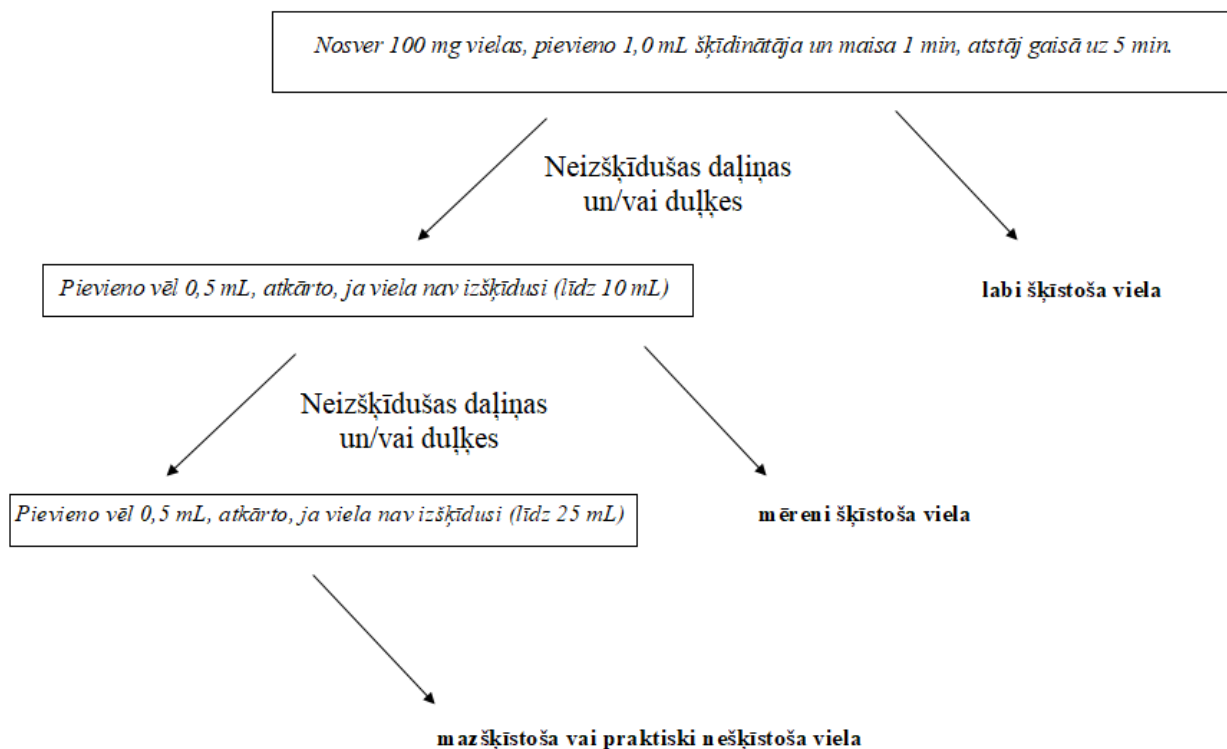 Nosver 100 mg vielas, pievieno 1,0 mL šķīdinātāja un maisa 1 min, atstāj gaisā uz 5 min.
Neizšķīdušas daļiņas
un/vai duļķes
Pievieno vēl 0,5 mL, atkārto, ja viela nav izšķīdusi (līdz 10 mL)
labi šķīstoša viela
Neizšķīdušas daļiņas
un/vai duļķes
Pievieno vēl 0,5 mL, atkārto, ja viela nav izšķīdusi (līdz 25 mL)
mēreni šķīstoša viela
mazšķīstoša vai praktiski nešķīstoša viela